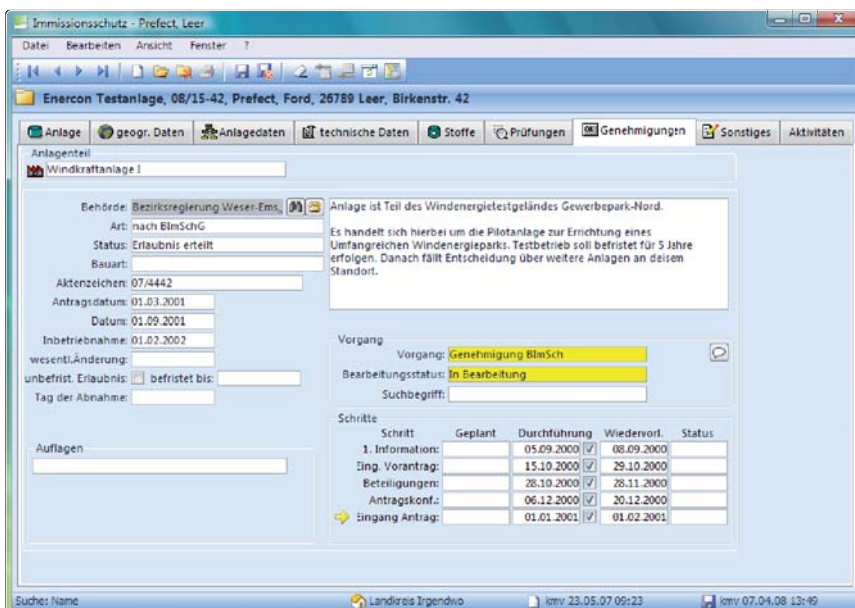 Immissionsschutz - Prefect, Leer
Datei Bearbeiten Ansicht Fenster ?
Enercon Testanlage, 08/15-42, Prefect, Ford, 26789 Leer, Birkenstr. 42
Anlage geogr. Daten Anlagedaten technische Daten Stoffe Prüfungen Genehmigungen Sonstiges Aktivitäten
Anlagenteil
Windkraftanlage I
Behörde: Bezirksregierung Weser-Ems,
Art: nach BImSchG
Status: Erlaubnis erteilt
Bauart:
Aktenzeichen: 07/4442
Antragsdatum: 01.03.2001
Datum: 01.09.2001
Inbetriebnahme: 01.02.2002
wesentl.Änderung:
unbefrist. Erlaubnis: befristet bis:
Tag der Abnahme:
Auflagen
Anlage ist Teil des Windenergietestgeländes Gewerbepark-Nord.
Es handelt sich hierbei um die Pilotanlage zur Errichtung eines
Umfangreichen Windenergieparks. Testbetrieb soll befristet für 5 Jahre
erfolgen. Danach fällt Entscheidung über weitere Anlagen an deisem
Standort.
Vorgang
Vorgang: Genehmigung BImSch
Bearbeitungsstatus: In Bearbeitung
Suchbegriff:
Schritte
Schritt Geplant Durchführung Wiedervorl. Status
1. Information: 05.09.2000 08.09.2000
Eing. Vorantrag: 15.10.2000 29.10.2000
Beteiligungen: 28.10.2000 28.11.2000
Antragskonf.: 06.12.2000 20.12.2000
Eingang Antrag: 01.01.2001 01.02.2001
Suche: Name Landkreis Irgendwo kmv 23.05.07 09:23 kmv 07.04.08 13:49